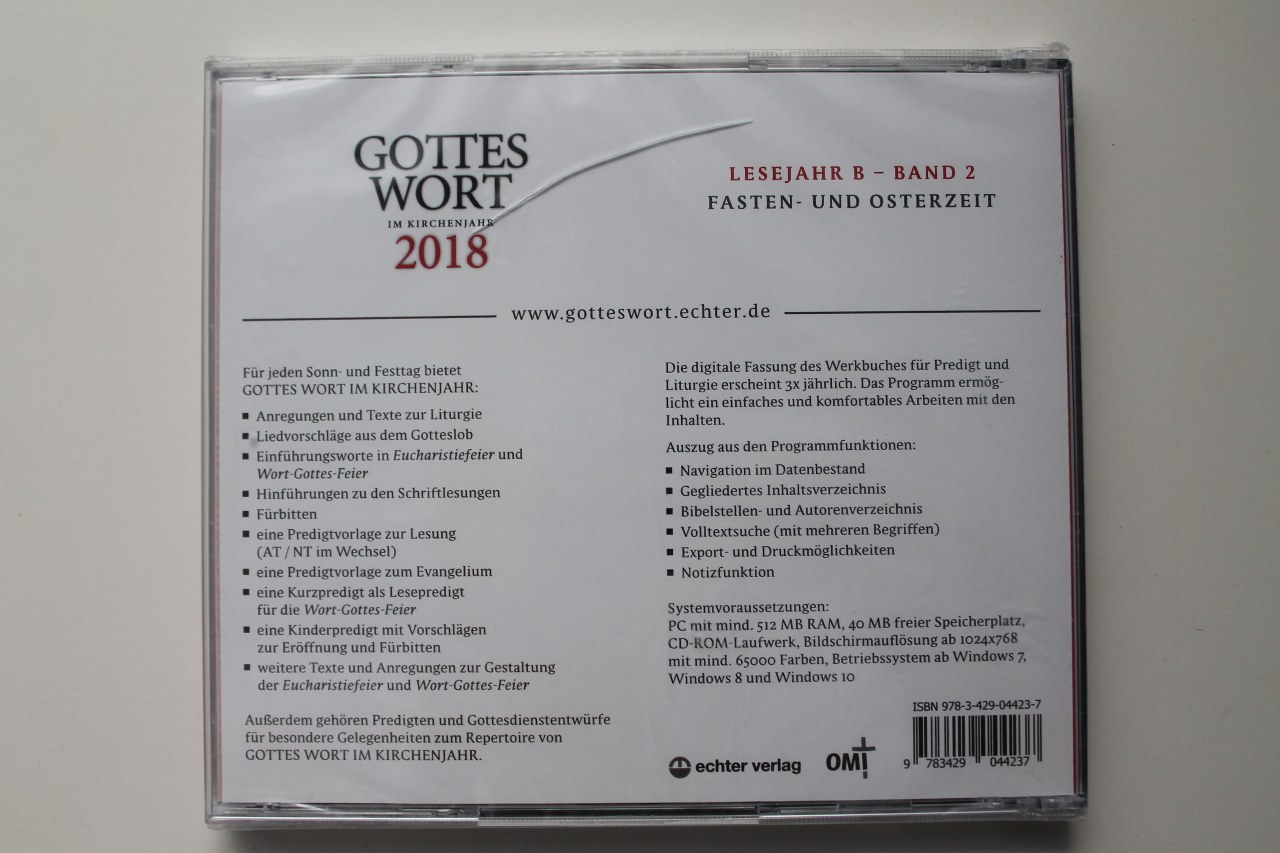 GOTTES
WORT
IM KIRCHENJAHR
2018
LESEJAHR B – BAND 2
FASTEN- UND OSTERZEIT
www.gotteswort.echter.de
Für jeden Sonn- und Festtag bietet
GOTTES WORT IM KIRCHENJAHR:
▪ Anregungen und Texte zur Liturgie
▪ Liedvorschläge aus dem Gotteslob
▪ Einführungsworte in Eucharistiefeier und
Wort-Gottes-Feier
▪ Hinführungen zu den Schriftlesungen
▪ Fürbitten
▪ eine Predigtvorlage zur Lesung
(AT / NT im Wechsel)
▪ eine Predigtvorlage zum Evangelium
▪ eine Kurzpredigt als Lesepredigt
für die Wort-Gottes-Feier
▪ eine Kinderpredigt mit Vorschlägen
zur Eröffnung und Fürbitten
▪ weitere Texte und Anregungen zur Gestaltung
der Eucharistiefeier und Wort-Gottes-Feier
Außerdem gehören Predigten und Gottesdienstentwürfe
für besondere Gelegenheiten zum Repertoire von
GOTTES WORT IM KIRCHENJAHR.
Die digitale Fassung des Werkbuches für Predigt und
Liturgie erscheint 3x jährlich. Das Programm ermög-
licht ein einfaches und komfortables Arbeiten mit den
Inhalten.
Auszug aus den Programmfunktionen:
▪ Navigation im Datenbestand
▪ Gegliedertes Inhaltsverzeichnis
▪ Bibelstellen- und Autorenverzeichnis
▪ Volltextsuche (mit mehreren Begriffen)
▪ Export- und Druckmöglichkeiten
▪ Notizfunktion
Systemvoraussetzungen:
PC mit mind. 512 MB RAM, 40 MB freier Speicherplatz,
CD-ROM-Laufwerk, Bildschirmauflösung ab 1024x768
mit mind. 65000 Farben, Betriebssystem ab Windows 7,
Windows 8 und Windows 10
echter verlag
OMI
ISBN 978-3-429-04423-7
9 783429 044237